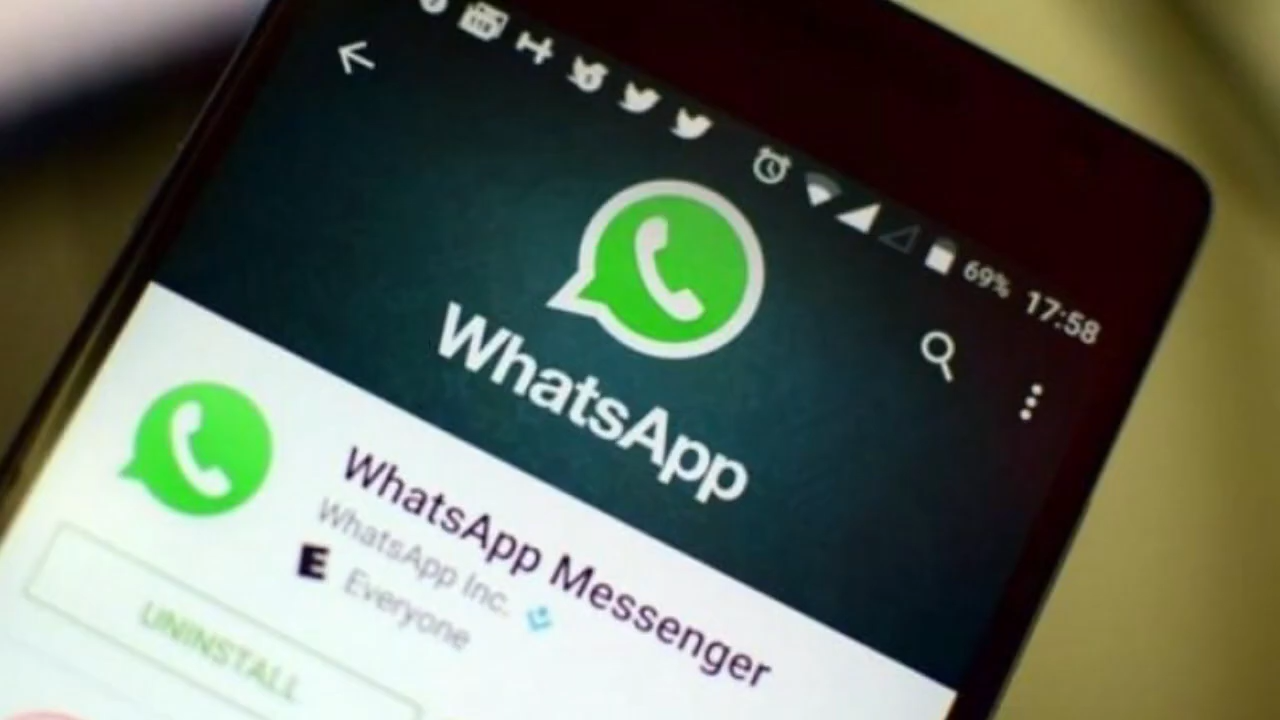 69% 17:58
WhatsApp
WhatsApp Messenger
WhatsApp Inc.
E Everyone
UNINSTALL